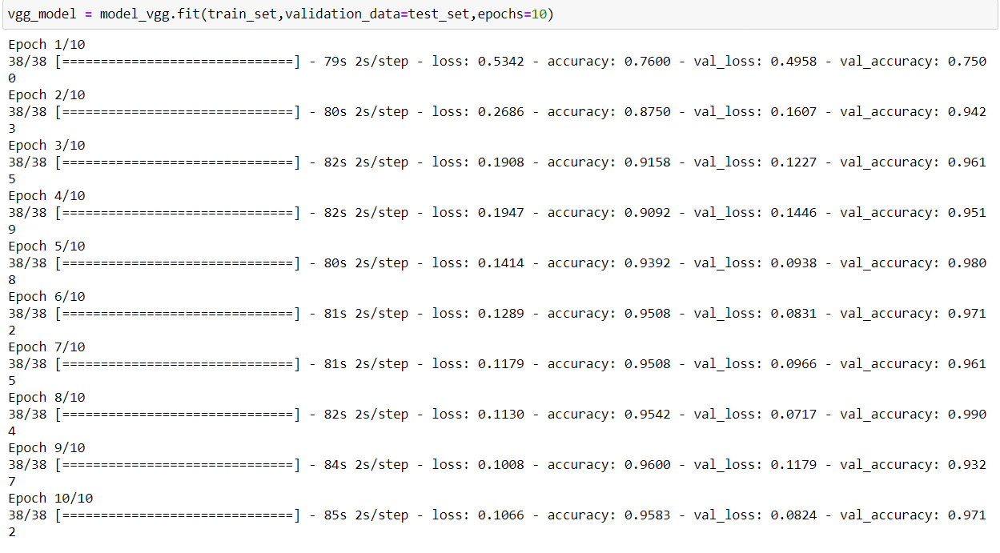 vgg_model = model_vgg.fit(train_set,validation_data=test_set,epochs=10)
Epoch 1/10
38/38 [==============================] - 79s 2s/step - loss: 0.5342 - accuracy: 0.7600 - val_loss: 0.4958 - val_accuracy: 0.750
0
Epoch 2/10
38/38 [==============================] - 80s 2s/step - loss: 0.2686 - accuracy: 0.8750 - val_loss: 0.1607 - val_accuracy: 0.942
3
Epoch 3/10
38/38 [==============================] - 82s 2s/step - loss: 0.1908 - accuracy: 0.9158 - val_loss: 0.1227 - val_accuracy: 0.961
5
Epoch 4/10
38/38 [==============================] - 82s 2s/step - loss: 0.1947 - accuracy: 0.9092 - val_loss: 0.1446 - val_accuracy: 0.951
9
Epoch 5/10
38/38 [==============================] - 80s 2s/step - loss: 0.1414 - accuracy: 0.9392 - val_loss: 0.0938 - val_accuracy: 0.980
8
Epoch 6/10
38/38 [==============================] - 81s 2s/step - loss: 0.1289 - accuracy: 0.9508 - val_loss: 0.0831 - val_accuracy: 0.971
2
Epoch 7/10
38/38 [==============================] - 81s 2s/step - loss: 0.1179 - accuracy: 0.9508 - val_loss: 0.0966 - val_accuracy: 0.961
5
Epoch 8/10
38/38 [==============================] - 82s 2s/step - loss: 0.1130 - accuracy: 0.9542 - val_loss: 0.0717 - val_accuracy: 0.990
4
Epoch 9/10
38/38 [==============================] - 84s 2s/step - loss: 0.1008 - accuracy: 0.9600 - val_loss: 0.1179 - val_accuracy: 0.932
7
Epoch 10/10
38/38 [==============================] - 85s 2s/step - loss: 0.1066 - accuracy: 0.9583 - val_loss: 0.0824 - val_accuracy: 0.971
2